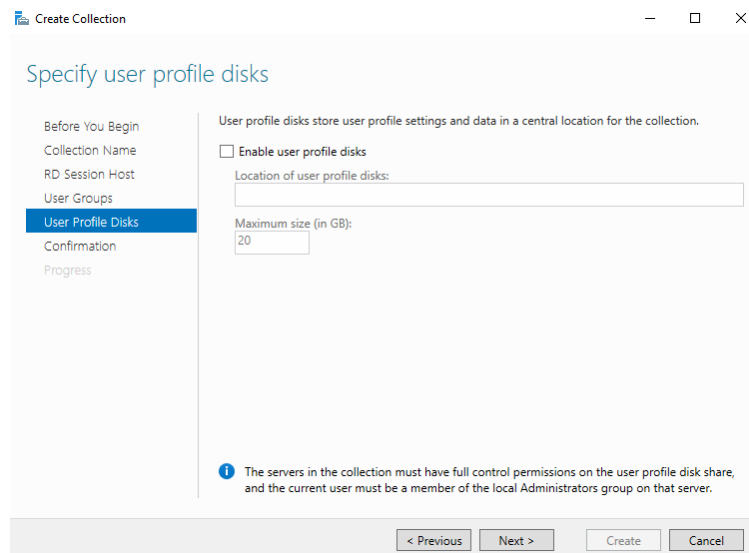 Create Collection
Specify user profile disks
Before You Begin
Collection Name
RD Session Host
User Groups
User Profile Disks
Confirmation
Progress
User profile disks store user profile settings and data in a central location for the collection.
Enable user profile disks
Location of user profile disks:
Maximum size (in GB):
20
The servers in the collection must have full control permissions on the user profile disk share,
and the current user must be a member of the local Administrators group on that server.
< Previous
Next >
Create
Cancel